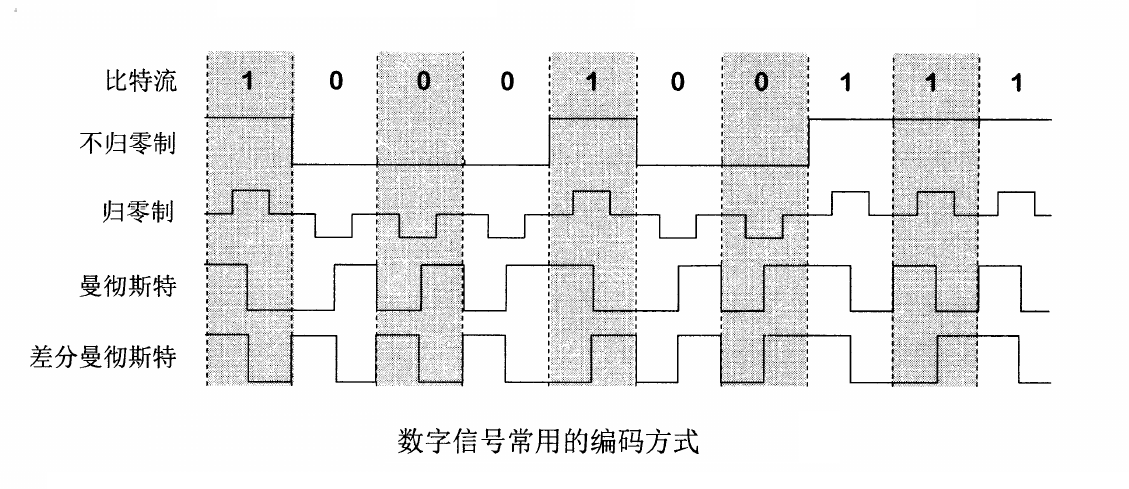 比特流 1 0 0 0 1 0 0 1 1 1
不归零制
归零制
曼彻斯特
差分曼彻斯特
数字信号常用的编码方式